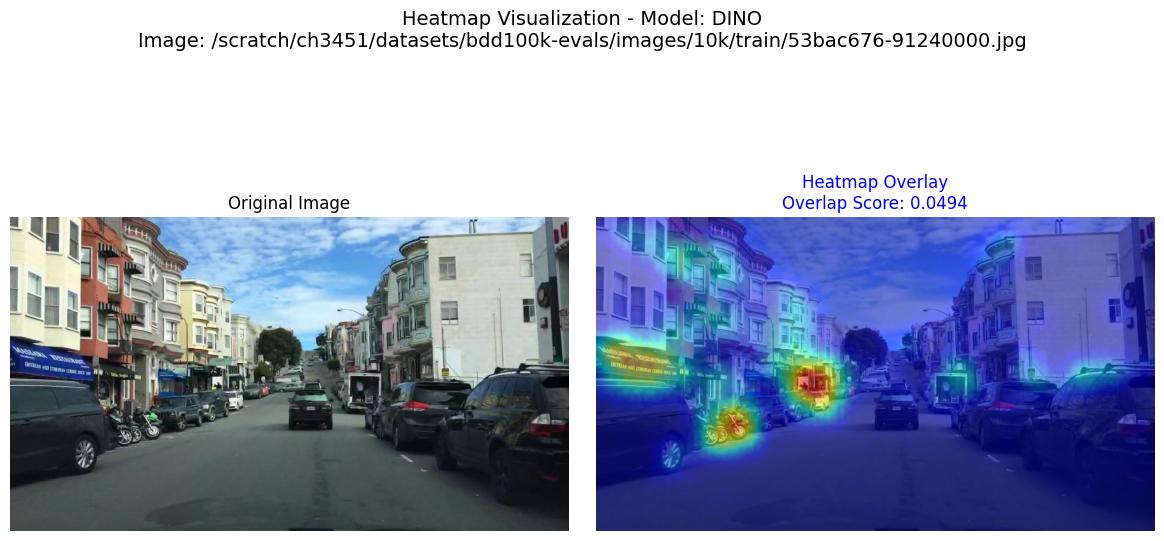 Heatmap Visualization - Model: DINO
Image: /scratch/ch3451/datasets/bdd100k-evals/images/10k/train/53bac676-91240000.jpg
Original Image
Heatmap Overlay
Overlap Score: 0.0494